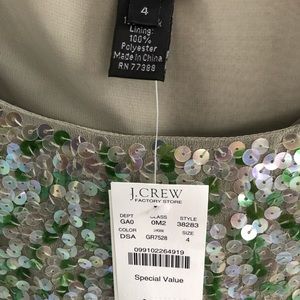 4
Lining:
100%
Polyester
Made In China
RN 77388
J.CREW
FACTORY STORE
DEPT CLASS STYLE
GA0 0M2 38283
COLOR SIZE
DSA GR7528 4
099102264919
Special Value